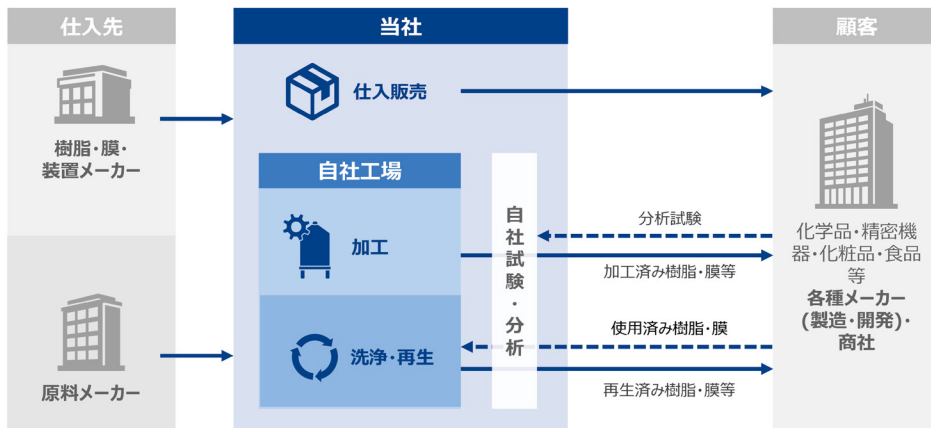 仕入先
樹脂・膜・
装置メーカー
原料メーカー
当社
仕入販売
自社工場
加工
洗浄・再生
自社試験・分析
分析試験
加工済み樹脂・膜等
使用済み樹脂・膜
再生済み樹脂・膜等
顧客
化学品・精密機
器・化粧品・食品
等
各種メーカー
(製造・開発)・
商社